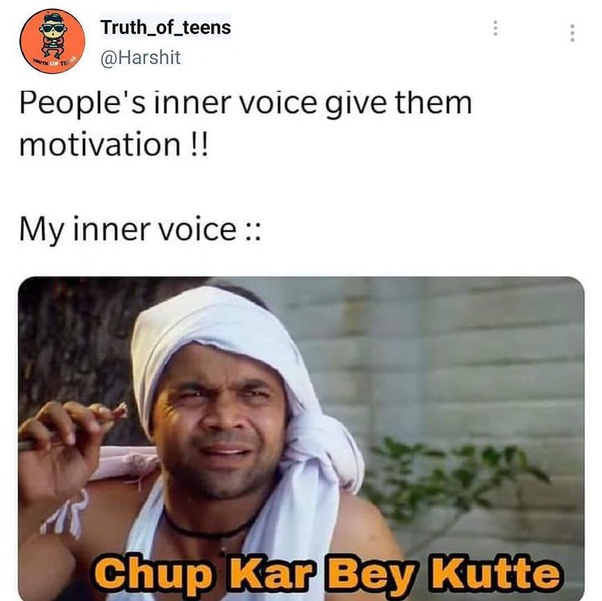 Truth_of_teens
@Harshit
People's inner voice give them
motivation !!
My inner voice ::
Chup Kar Bey Kutte